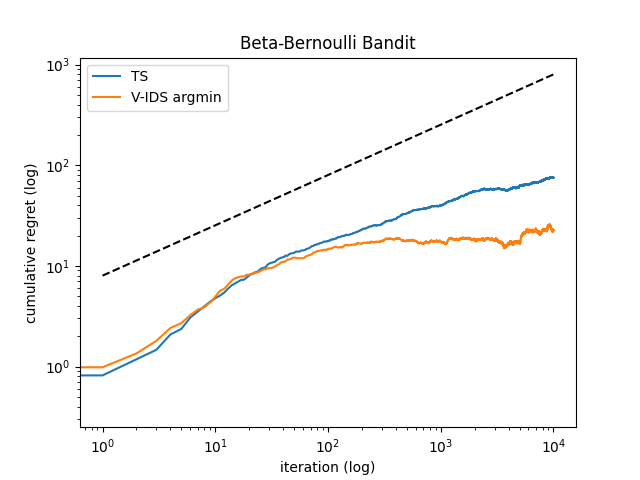 Beta-Bernoulli Bandit
TS
V-IDS argmin
cumulative regret (log)
10³
10²
10¹
10⁰
10⁰ 10¹ 10² 10³ 10⁴
iteration (log)